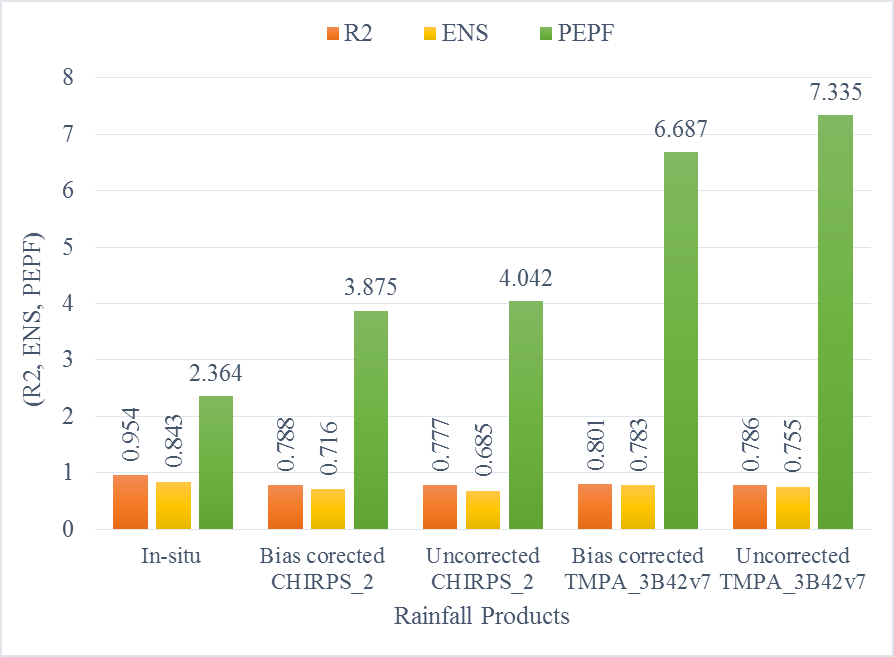 R2 ENS PEPF
(R2, ENS, PEPF)
8
7
6
5
4
3
2
1
0
0.954 0.843 2.364
0.788 0.716 3.875
0.777 0.685 4.042
0.801 0.783 6.687
0.786 0.755 7.335
In-situ
Bias corected
CHIRPS_2
Uncorrected
CHIRPS_2
Bias corrected
TMPA_3B42v7
Uncorrected
TMPA_3B42v7
Rainfall Products